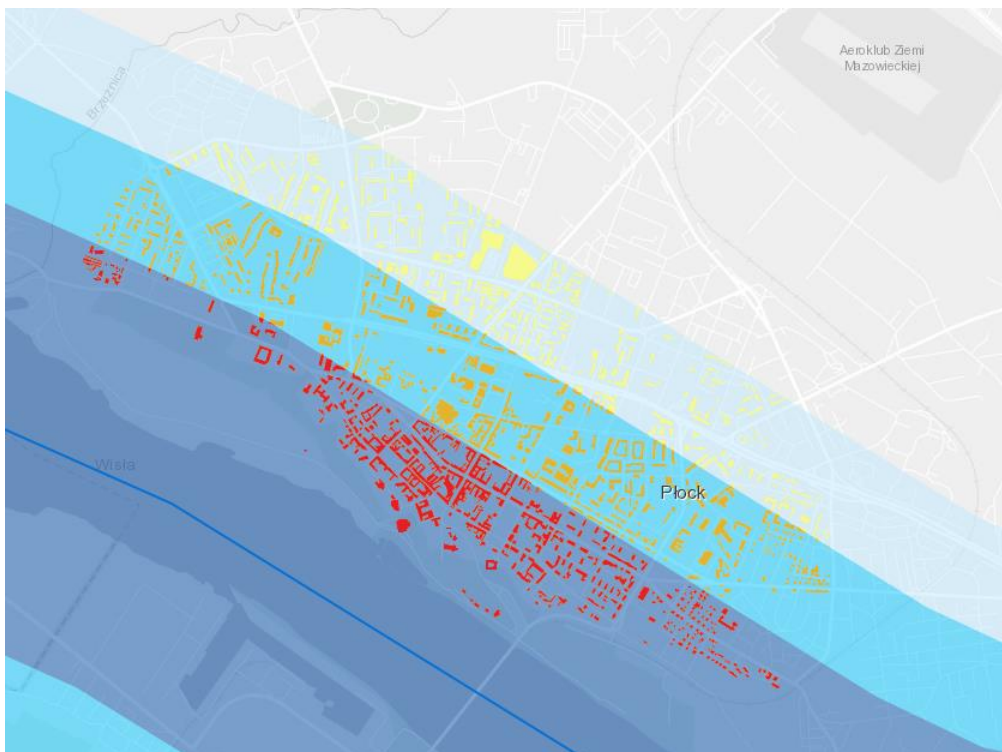 Aeroklub Ziemi
Mazowieckiej
Brzeźnica
Wisła
Płock